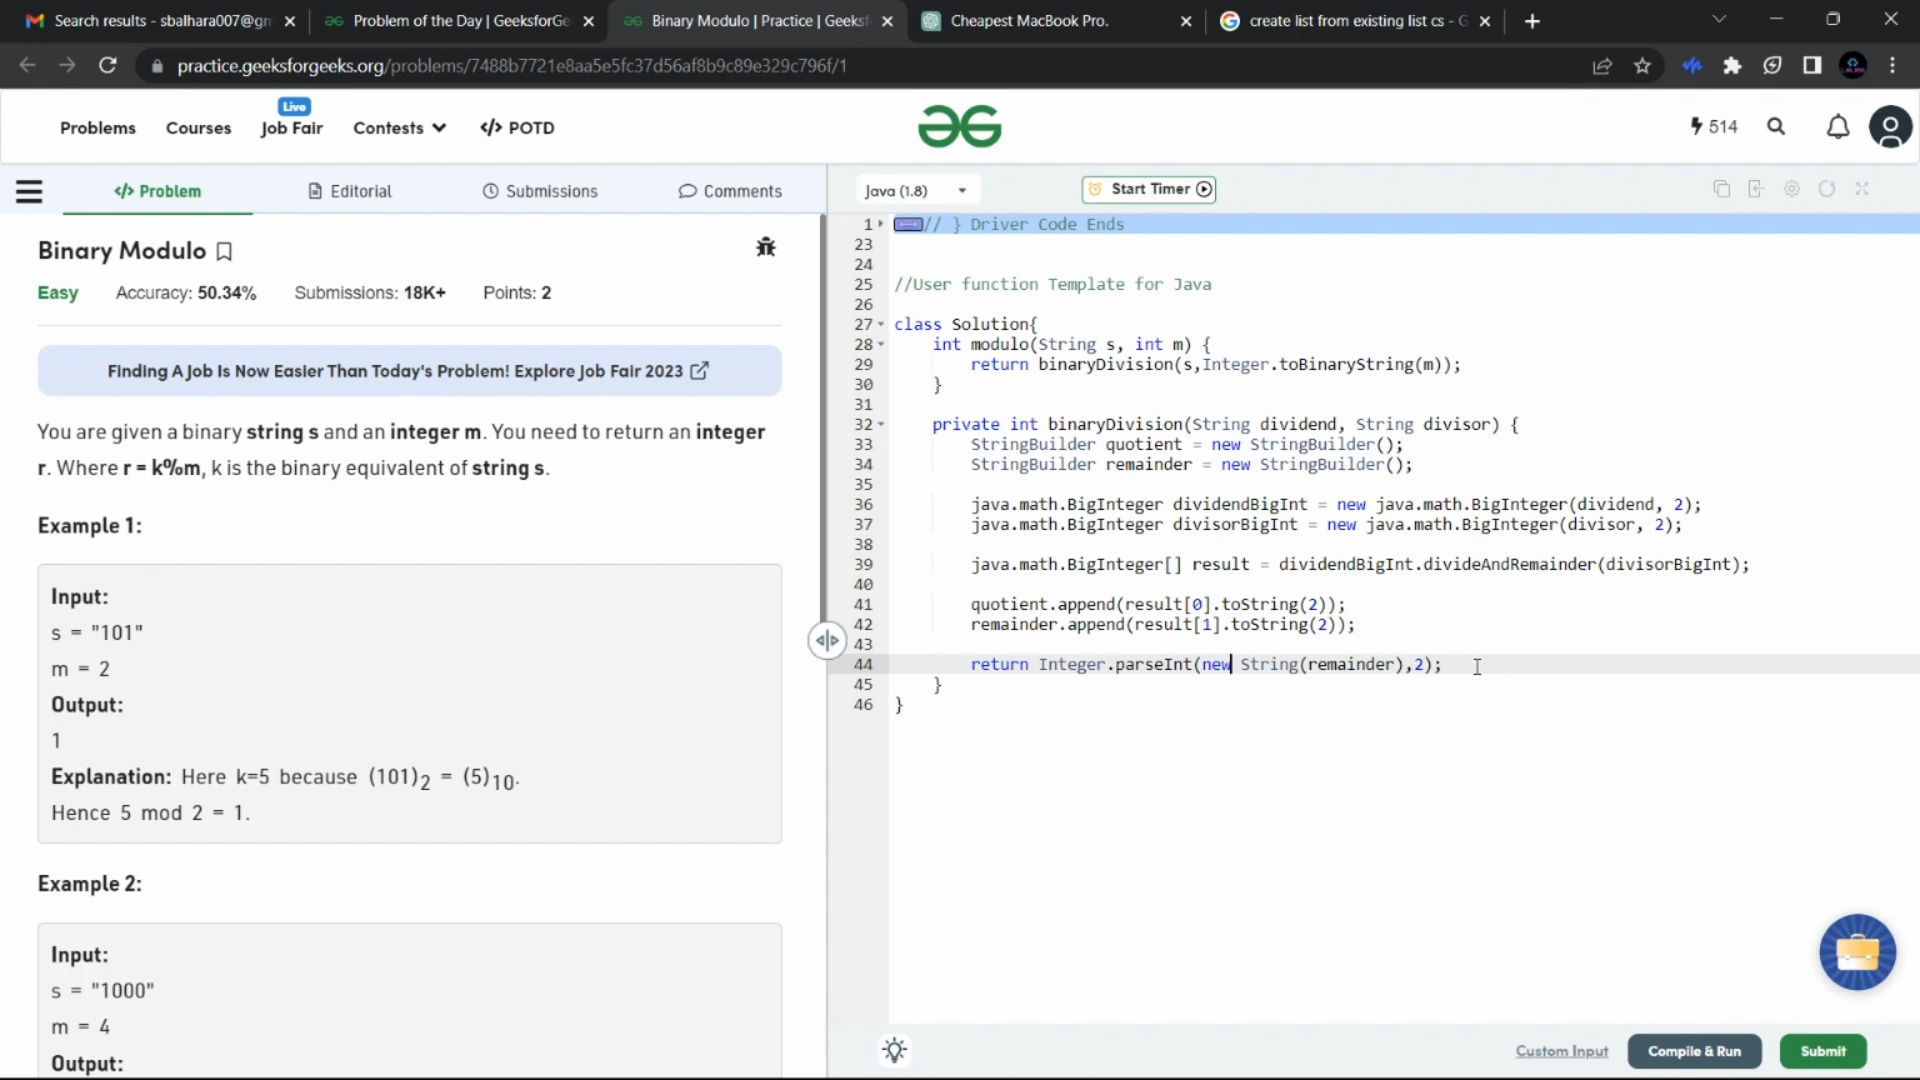 Search results - sbalhara007@gm
Problem of the Day | GeeksforGe
Binary Modulo | Practice | Geeksf
Cheapest MacBook Pro.
create list from existing list cs - G
practice.geeksforgeeks.org/problems/7488b7721e8aa5e5fc37d56af8b9c89e329c796f/1
Problems
Courses
Live
Job Fair
Contests
</> POTD
514
</> Problem
Editorial
Submissions
Comments
Java (1.8)
Start Timer
Binary Modulo
Easy Accuracy: 50.34% Submissions: 18K+ Points: 2
Finding A Job Is Now Easier Than Today's Problem! Explore Job Fair 2023
You are given a binary string s and an integer m. You need to return an integer
r. Where r = k%m, k is the binary equivalent of string s.
Example 1:
Input:
s = "101"
m = 2
Output:
1
Explanation: Here k=5 because (101)2 = (5)10.
Hence 5 mod 2 = 1.
Example 2:
Input:
s = "1000"
m = 4
Output:
1 // } Driver Code Ends
23
24
25 //User function Template for Java
26
27 class Solution{
28 int modulo(String s, int m) {
29 return binaryDivision(s,Integer.toBinaryString(m));
30 }
31
32 private int binaryDivision(String dividend, String divisor) {
33 StringBuilder quotient = new StringBuilder();
34 StringBuilder remainder = new StringBuilder();
35
36 java.math.BigInteger dividendBigInt = new java.math.BigInteger(dividend, 2);
37 java.math.BigInteger divisorBigInt = new java.math.BigInteger(divisor, 2);
38
39 java.math.BigInteger[] result = dividendBigInt.divideAndRemainder(divisorBigInt);
40
41 quotient.append(result[0].toString(2));
42 remainder.append(result[1].toString(2));
43
44 return Integer.parseInt(new String(remainder),2);
45 }
46 }
Custom Input
Compile & Run
Submit